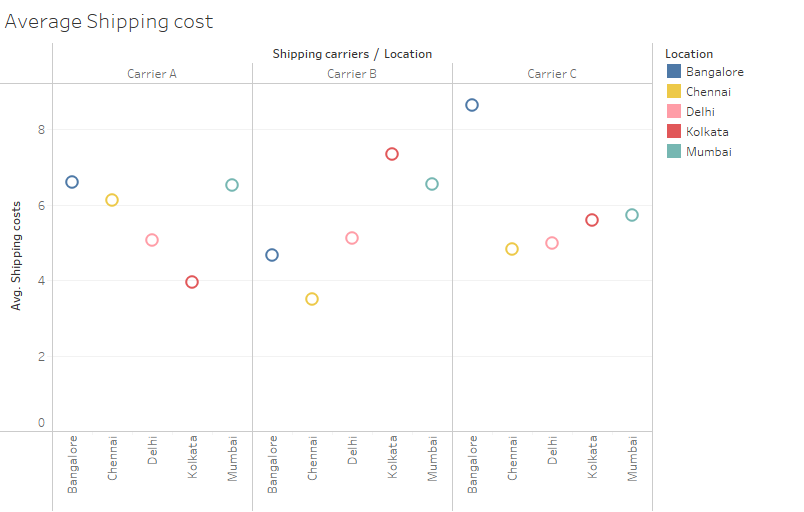 Average Shipping cost
Shipping carriers / Location
Carrier A
Carrier B
Carrier C
Location
Bangalore
Chennai
Delhi
Kolkata
Mumbai
Avg. Shipping costs
8
6
4
2
0
Bangalore
Chennai
Delhi
Kolkata
Mumbai
Bangalore
Chennai
Delhi
Kolkata
Mumbai
Bangalore
Chennai
Delhi
Kolkata
Mumbai